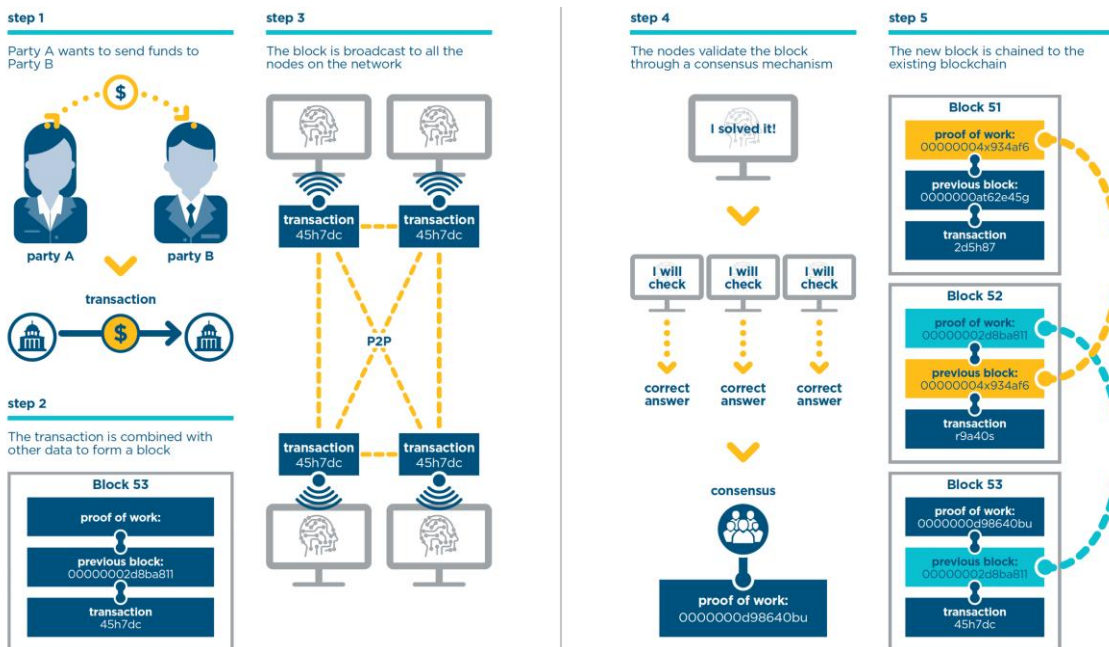 step 1
Party A wants to send funds to
Party B
$
party A
party B
transaction
$
step 2
The transaction is combined with
other data to form a block
Block 53
proof of work:
previous block:
00000002d8ba811
transaction
45h7dc
step 3
The block is broadcast to all the
nodes on the network
transaction
45h7dc
transaction
45h7dc
P2P
transaction
45h7dc
transaction
45h7dc
step 4
The nodes validate the block
through a consensus mechanism
I solved it!
I will
check
I will
check
I will
check
correct
answer
correct
answer
correct
answer
consensus
proof of work:
0000000d98640bu
step 5
The new block is chained to the
existing blockchain
Block 51
proof of work:
00000004x934af6
previous block:
0000000at62e45g
transaction
2d5h87
Block 52
proof of work:
00000002d8ba811
previous block:
00000004x934af6
transaction
r9a40s
Block 53
proof of work:
0000000d98640bu
previous block:
00000002d8ba811
transaction
45h7dc